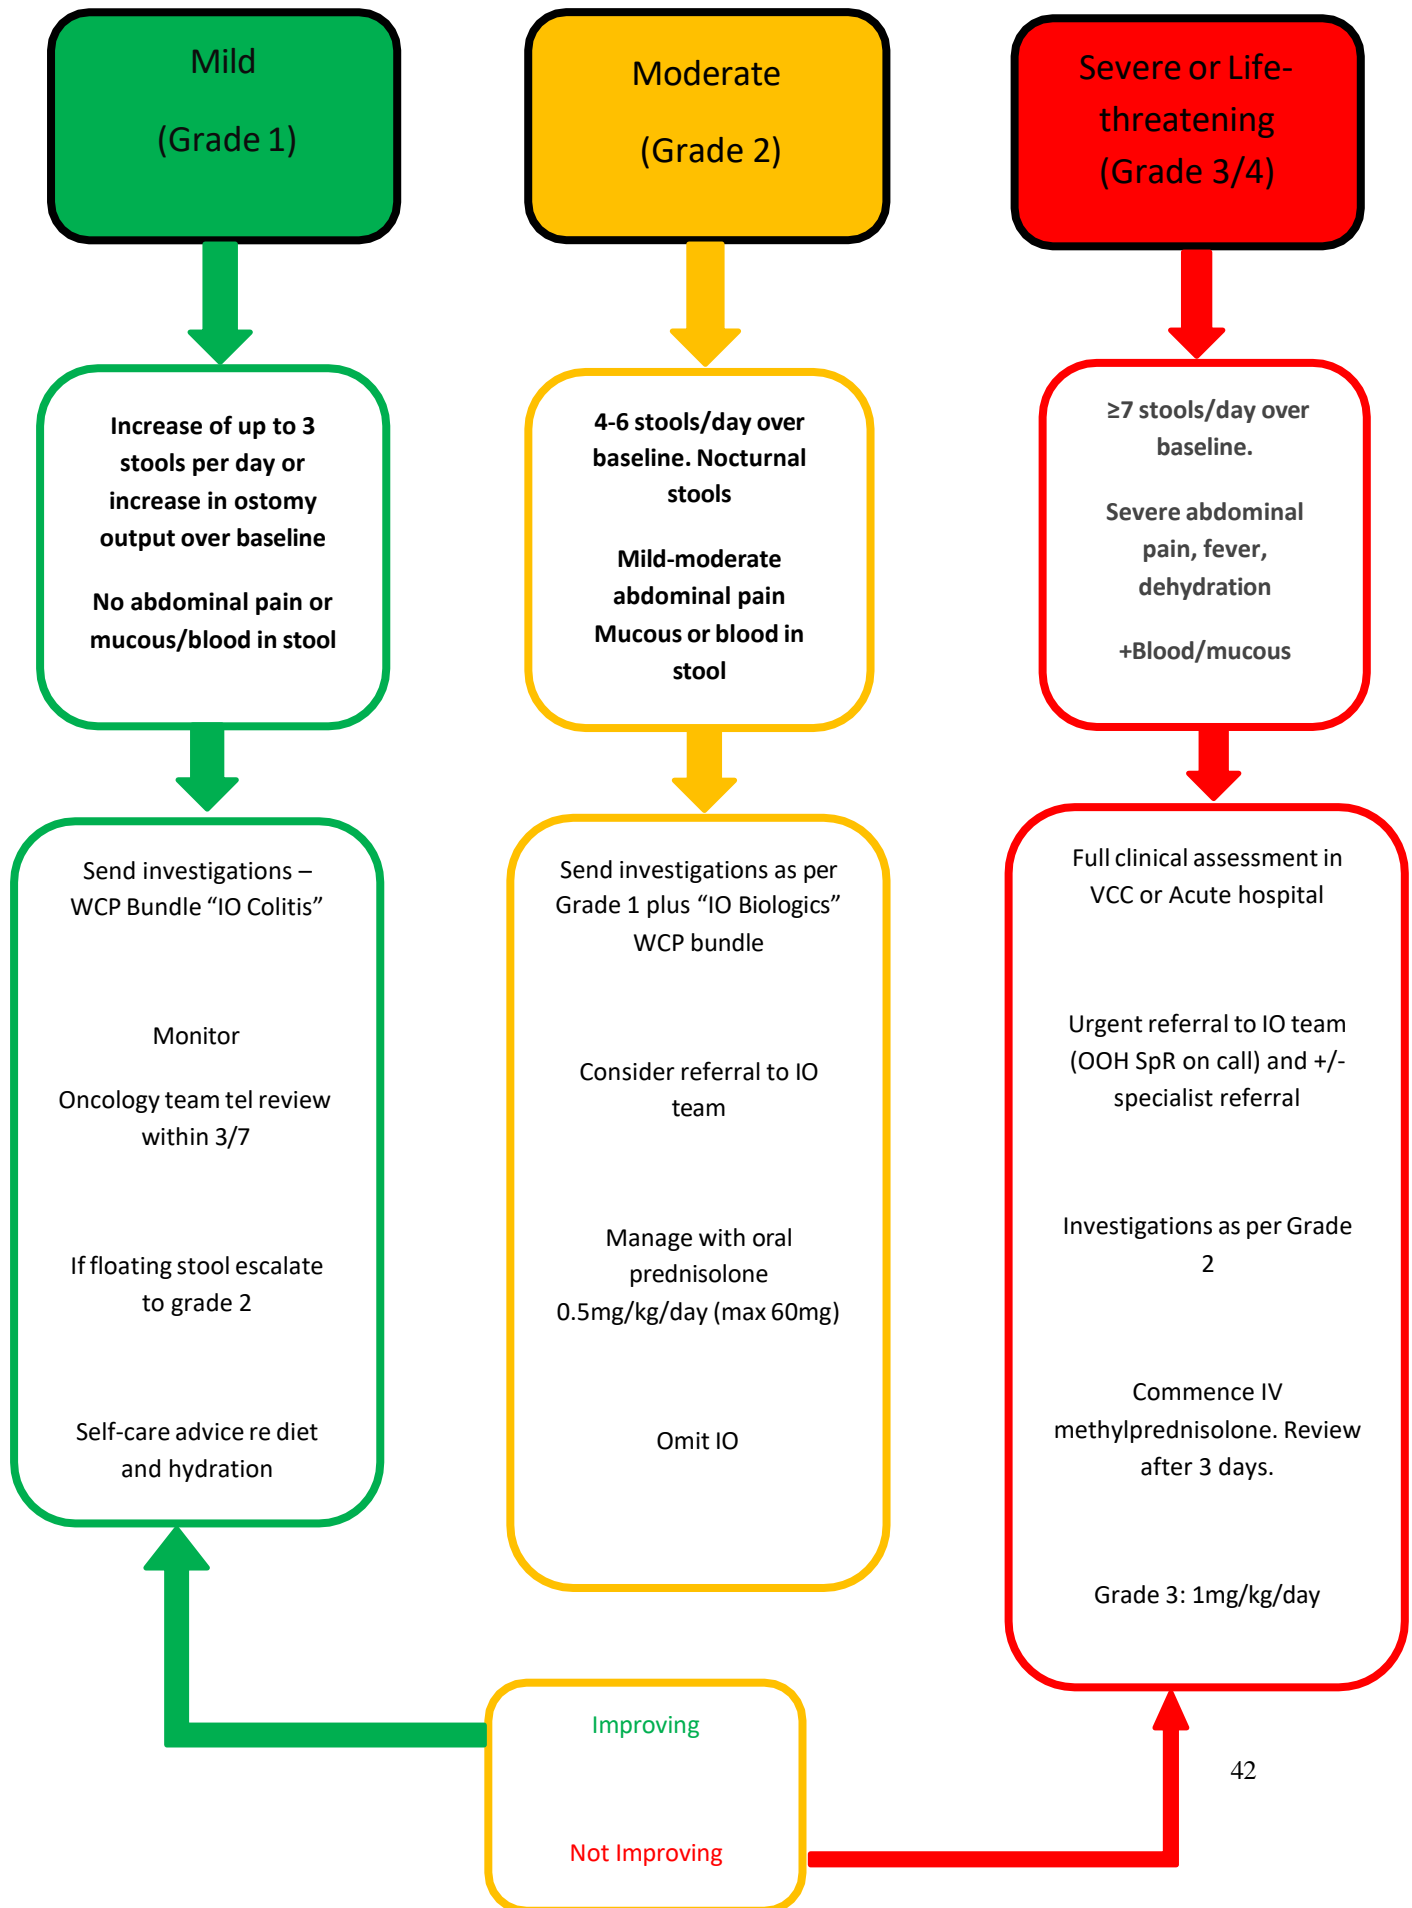 Mild
(Grade 1)
Moderate
(Grade 2)
Severe or Life-
threatening
(Grade 3/4)
Increase of up to 3
stools per day or
increase in ostomy
output over baseline
No abdominal pain or
mucous/blood in stool
4-6 stools/day over
baseline. Nocturnal
stools
Mild-moderate
abdominal pain
Mucous or blood in
stool
≥7 stools/day over
baseline.
Severe abdominal
pain, fever,
dehydration
+Blood/mucous
Send investigations –
WCP Bundle “IO Colitis”
Monitor
Oncology team tel review
within 3/7
If floating stool escalate
to grade 2
Self-care advice re diet
and hydration
Send investigations as per
Grade 1 plus “IO Biologics”
WCP bundle
Consider referral to IO
team
Manage with oral
prednisolone
0.5mg/kg/day (max 60mg)
Omit IO
Full clinical assessment in
VCC or Acute hospital
Urgent referral to IO team
(OOH SpR on call) and +/-
specialist referral
Investigations as per Grade
2
Commence IV
methylprednisolone. Review
after 3 days.
Grade 3: 1mg/kg/day
Improving
Not Improving
42